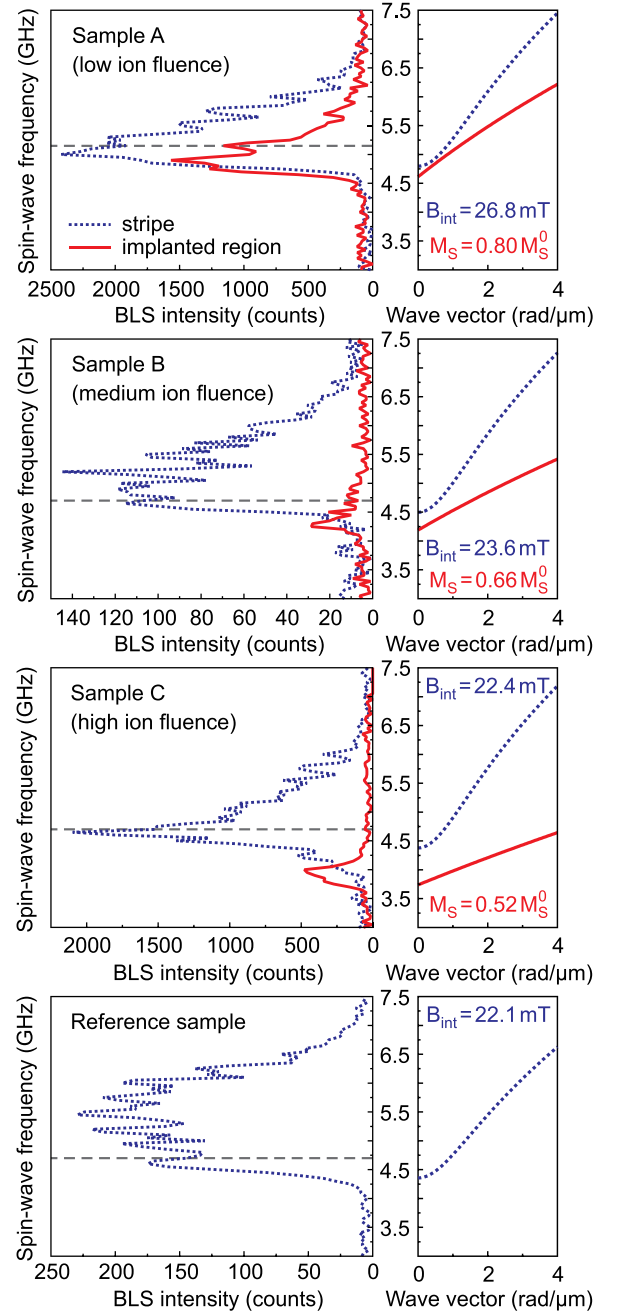 Spin-wave frequency (GHz)
Sample A
(low ion fluence)
stripe
implanted region
7.5
6.5
5.5
4.5
3.5
B_int = 26.8 mT
M_S = 0.80 M_S^0
2500 2000 1500 1000 500 0
0 2 4
BLS intensity (counts)
Wave vector (rad/µm)
Spin-wave frequency (GHz)
Sample B
(medium ion fluence)
7.5
6.5
5.5
4.5
3.5
B_int = 23.6 mT
M_S = 0.66 M_S^0
140 120 100 80 60 40 20 0
0 2 4
BLS intensity (counts)
Wave vector (rad/µm)
Spin-wave frequency (GHz)
Sample C
(high ion fluence)
7.5
6.5
5.5
4.5
3.5
B_int = 22.4 mT
M_S = 0.52 M_S^0
2000 1500 1000 500 0
0 2 4
BLS intensity (counts)
Wave vector (rad/µm)
Spin-wave frequency (GHz)
Reference sample
7.5
6.5
5.5
4.5
3.5
B_int = 22.1 mT
250 200 150 100 50 0
0 2 4
BLS intensity (counts)
Wave vector (rad/µm)